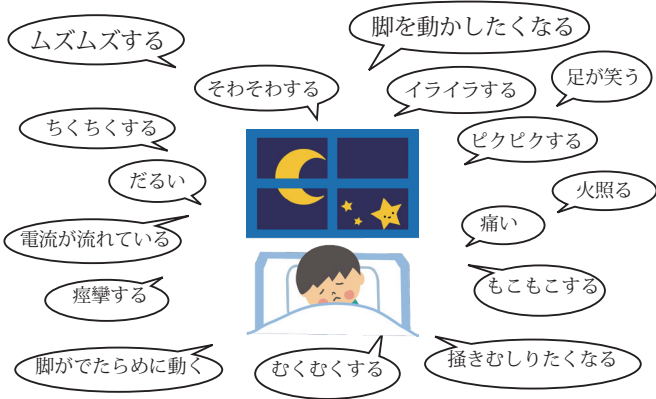 ムズムズする
脚を動かしたくなる
そわそわする
イライラする
足が笑う
ちくちくする
ピクピクする
だるい
火照る
電流が流れている
痛い
痙攣する
もこもこする
脚がでたらめに動く
むくむくする
掻きむしりたくなる